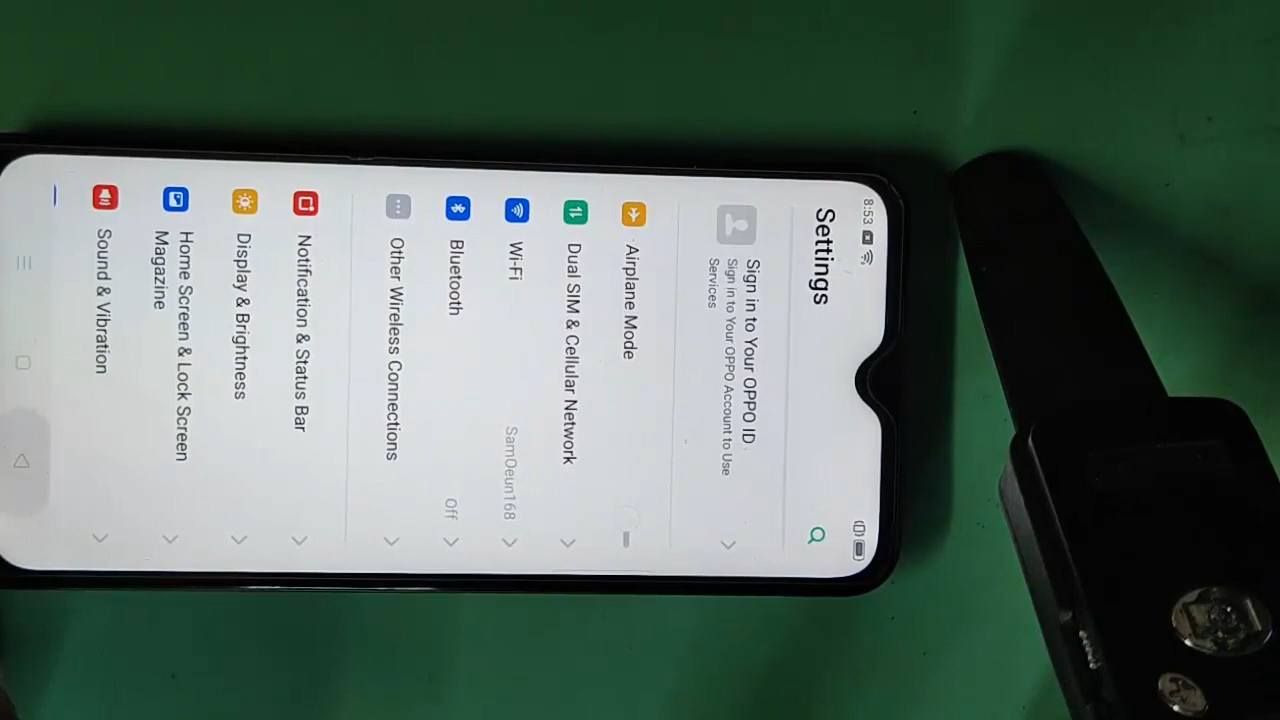 8:53
Settings
Sign in to Your OPPO ID
Sign in to Your OPPO Account to Use
Services
Airplane Mode
Dual SIM & Cellular Network
Wi-Fi
SamOeun168
Bluetooth
Off
Other Wireless Connections
Notification & Status Bar
Display & Brightness
Home Screen & Lock Screen
Magazine
Sound & Vibration